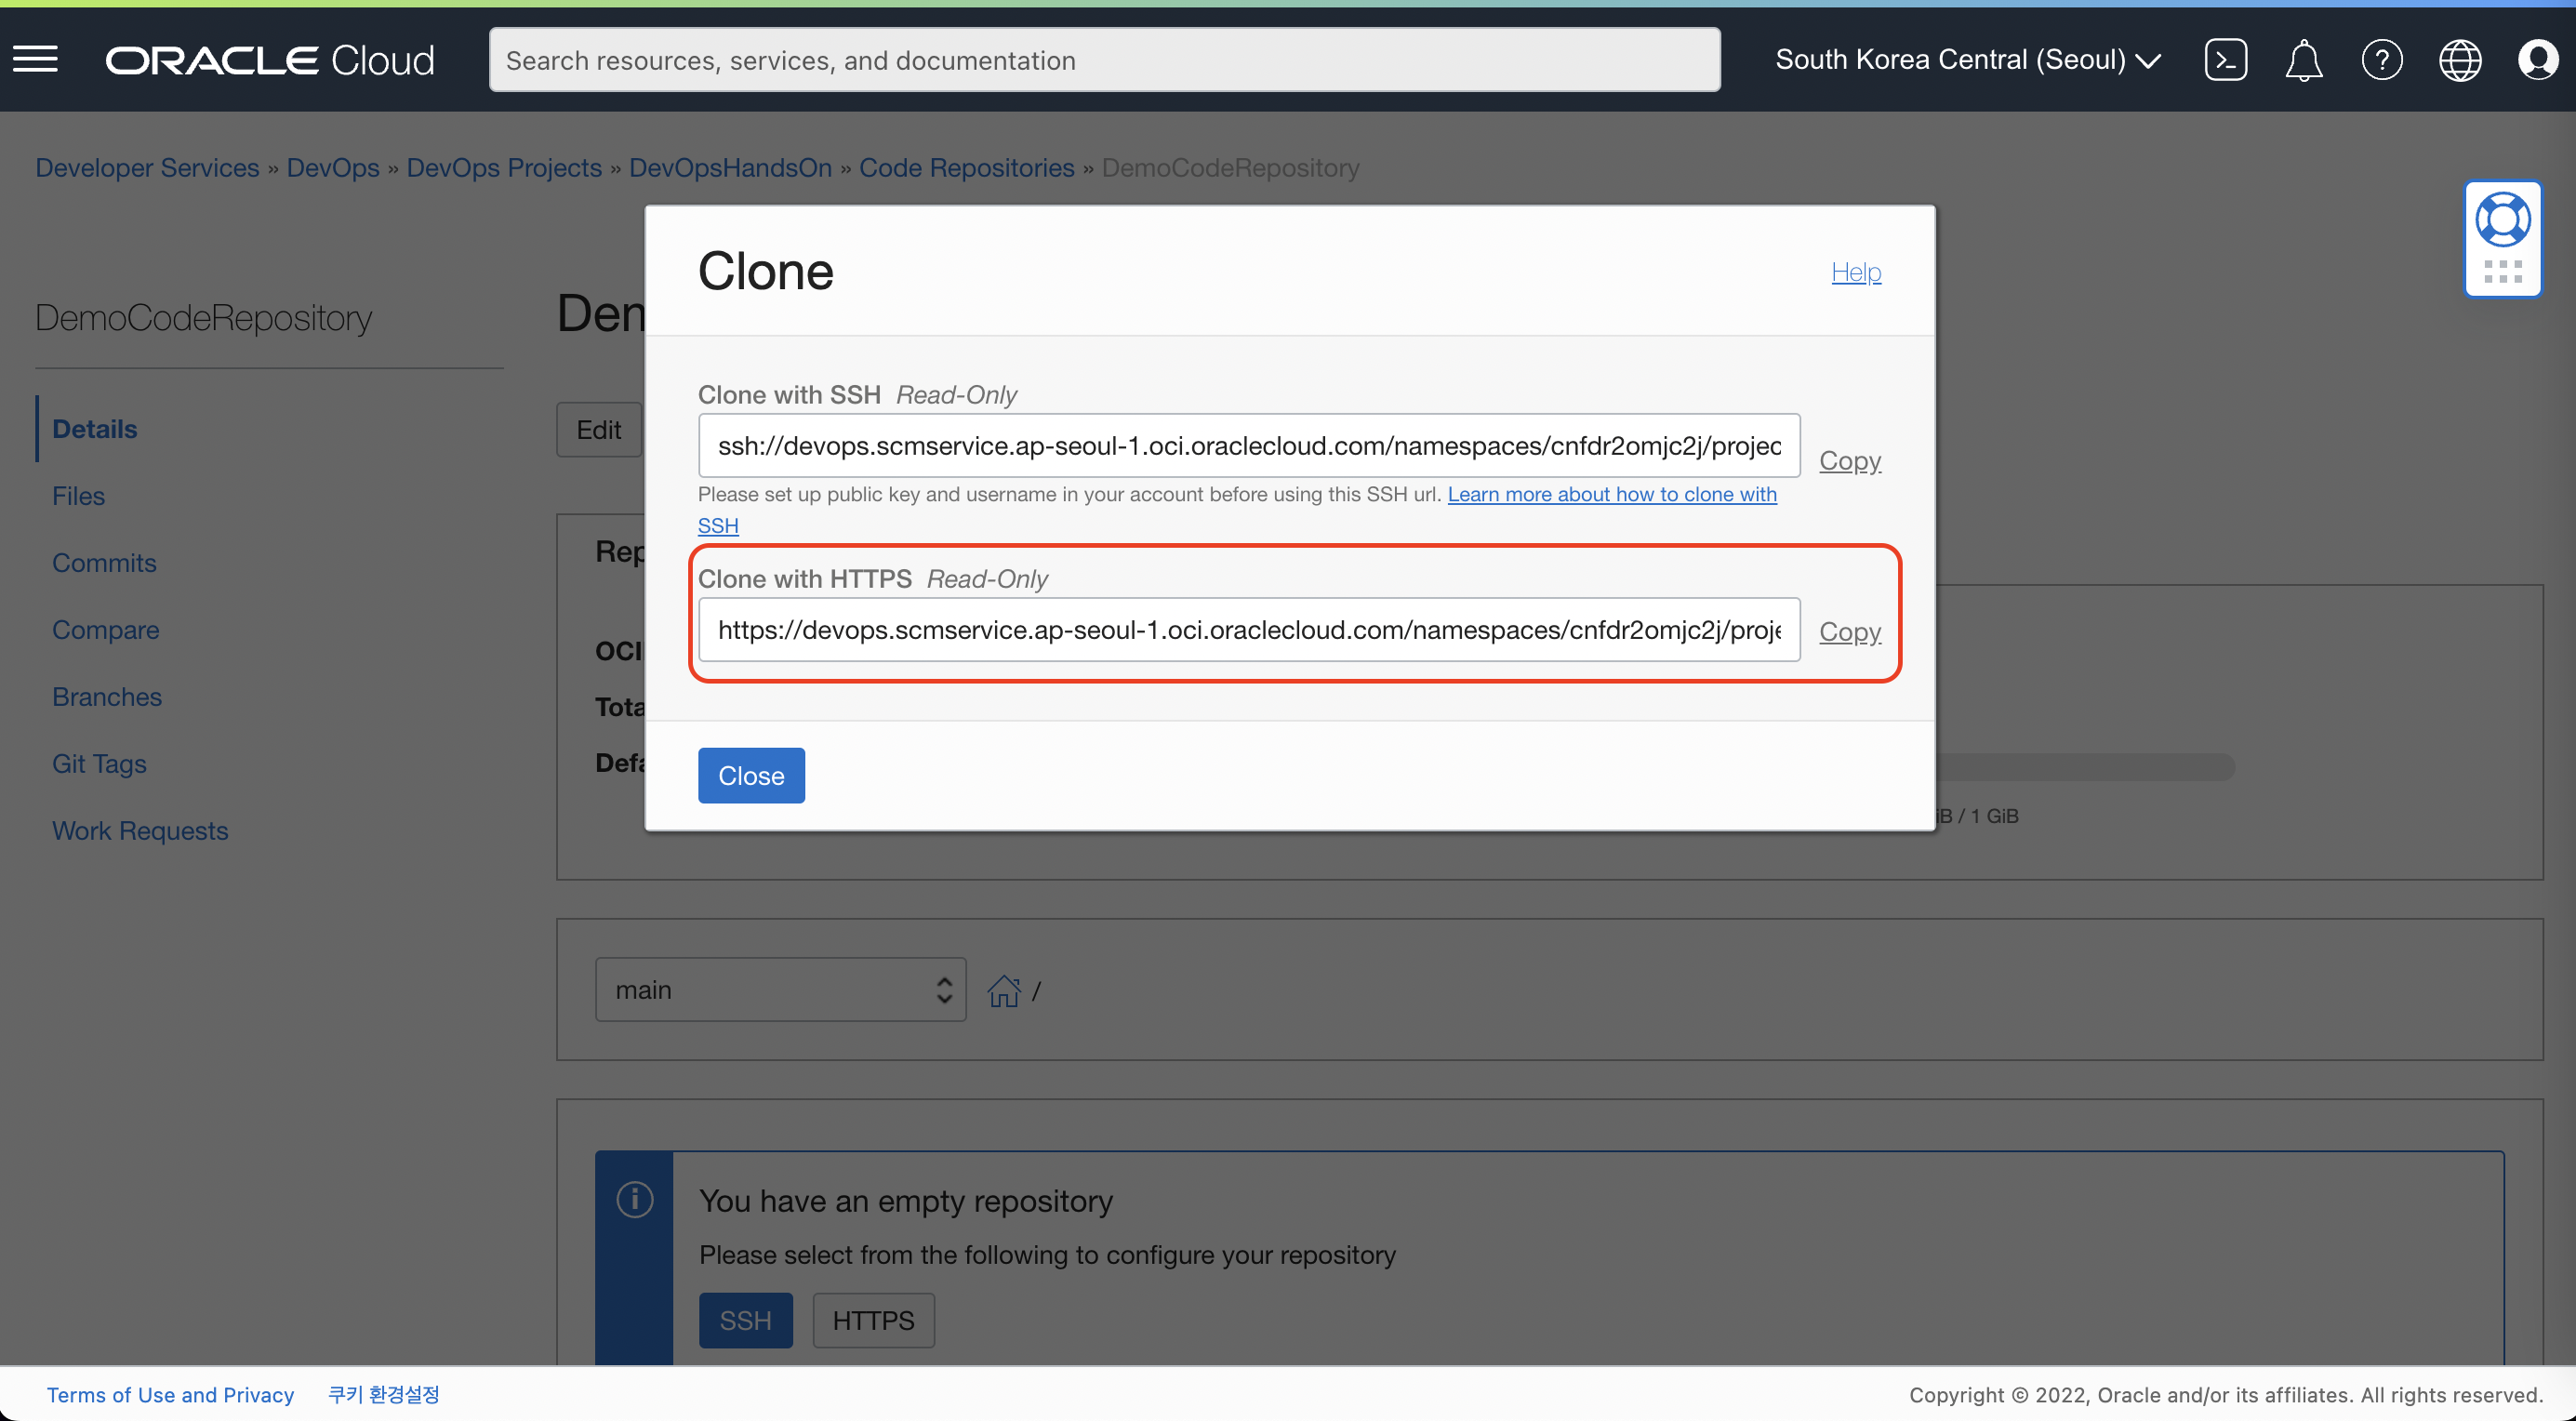 ORACLE Cloud
Search resources, services, and documentation
South Korea Central (Seoul)
Developer Services » DevOps » DevOps Projects » DevOpsHandsOn » Code Repositories » DemoCodeRepository
DemoCodeRepository
Details
Files
Commits
Compare
Branches
Git Tags
Work Requests
Den
Edit
Rep
OCI
Tota
Defa
Clone
Help
Clone with SSH Read-Only
ssh://devops.scmservice.ap-seoul-1.oci.oraclecloud.com/namespaces/cnfdr2omjc2j/projec
Copy
Please set up public key and username in your account before using this SSH url. Learn more about how to clone with
SSH
Clone with HTTPS Read-Only
https://devops.scmservice.ap-seoul-1.oci.oraclecloud.com/namespaces/cnfdr2omjc2j/proje
Copy
Close
iB / 1 GiB
main
/
You have an empty repository
Please select from the following to configure your repository
SSH
HTTPS
Terms of Use and Privacy
쿠키 환경설정
Copyright © 2022, Oracle and/or its affiliates. All rights reserved.